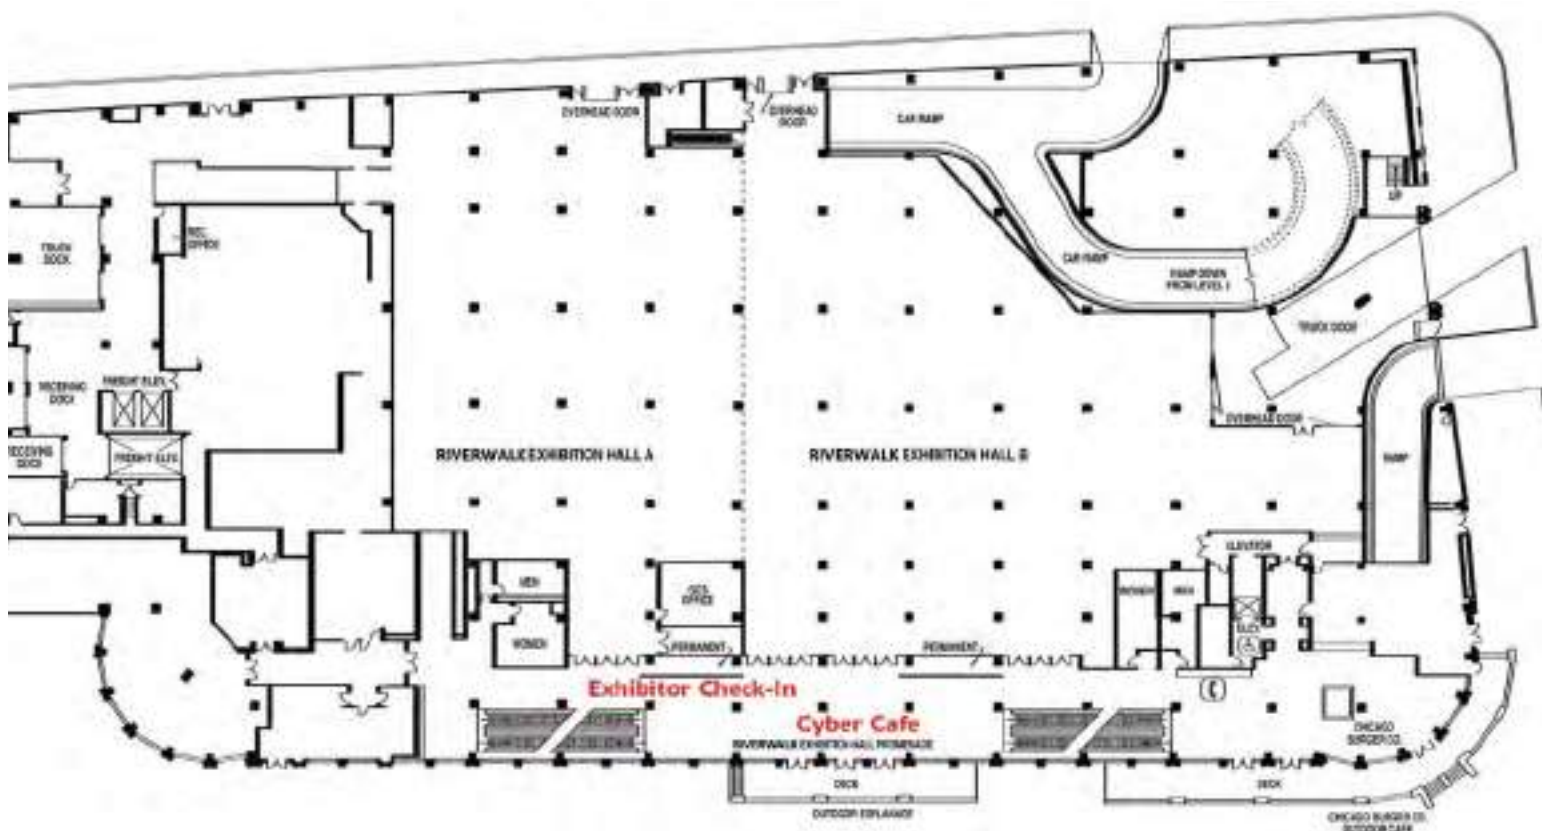 OVERHEAD DOOR
OVERHEAD
DOOR
CAR RAMP
UP
REC.
OFFICE
TRUCK
DOCK
CAR RAMP
RAMP DOWN
FROM LEVEL 1
TRUCK DOOR
RECEIVING
DOCK
FREIGHT ELEV.
OVERHEAD DOOR
RECEIVING
DOCK
FREIGHT ELEV.
RIVERWALK EXHIBITION HALL A
RIVERWALK EXHIBITION HALL B
RAMP
ELEVATOR
MEN
OFFICE
WOMEN
MEN
WOMEN
ELEV.
PERMANENT
PERMANENT
Exhibitor Check-In
C
Cyber Cafe
RIVERWALK EXHIBITION HALL PROMENADE
CHICAGO
BURGER CO.
DECK
DECK
OUTDOOR ESPLANADE
CHICAGO BURGER CO.
OUTDOOR CAFE